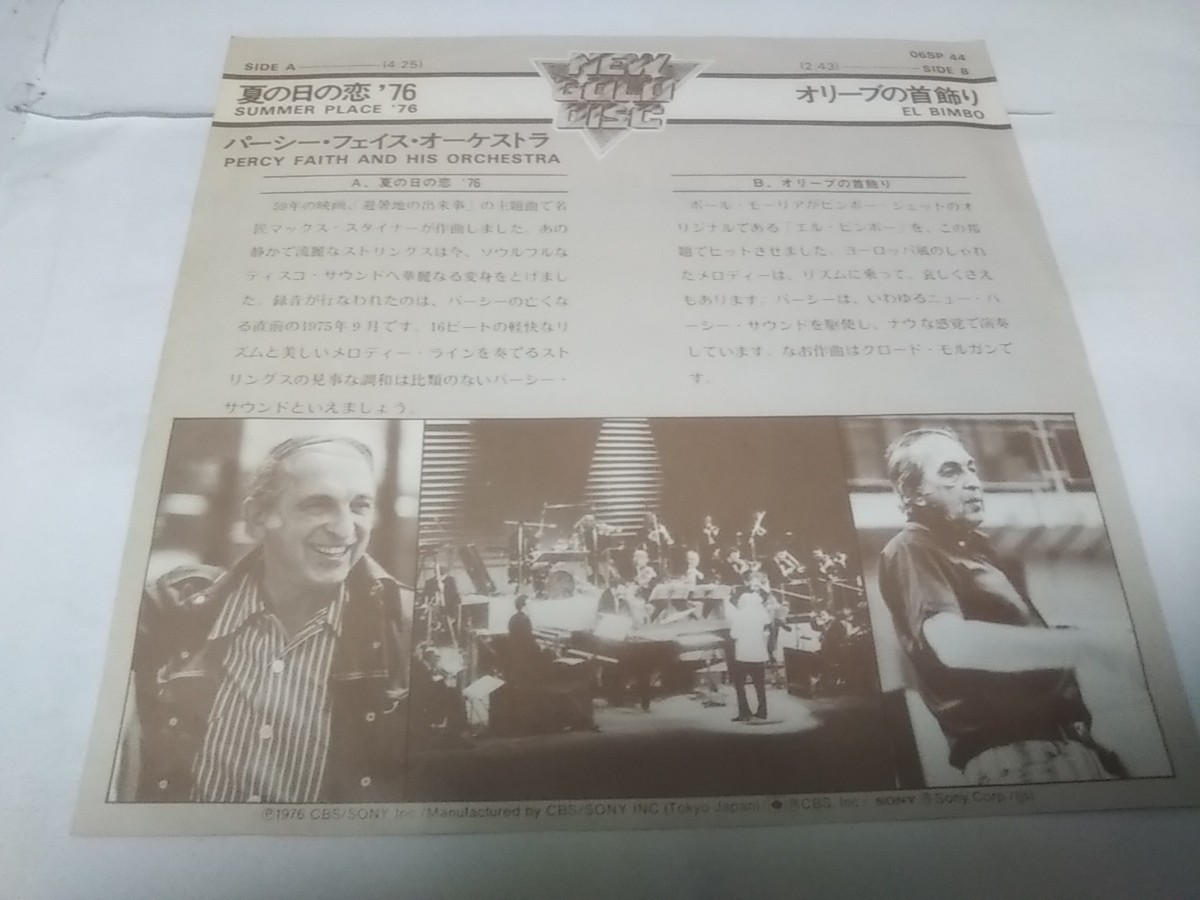 SIDE A (4 25)
夏の日の恋 '76
SUMMER PLACE '76
NEW
GOLD
DISC
06SP 44
(2 43) SIDE B
オリーブの首飾り
EL BIMBO
パーシー・フェイス・オーケストラ
PERCY FAITH AND HIS ORCHESTRA
A. 夏の日の恋 '76
59年の映画、「避暑地の出来事」の主題曲で名
匠マックス・スタイナーが作曲しました。あの
静かで流麗なストリングスは今、ソウルフルな
ディスコ・サウンドへ華麗なる変身をとげまし
た。録音が行なわれたのは、パーシーの亡くな
る直前の1975年9月です。16ビートの軽快なリ
ズムと美しいメロディー・ラインを奏でるスト
リングスの見事な調和は比類のないパーシー・
サウンドといえましょう。
B. オリーブの首飾り
ポール・モーリアがビンボー・ジェットのオ
リジナルである「エル・ビンボー」を、この邦
題でヒットさせました。ヨーロッパ風のしゃれ
たメロディーは、リズムに乗って、哀しくさえ
もあります。パーシーは、いわゆるニュー・パ
ーシー・サウンドを駆使し、ナウな感覚で演奏
しています。なお作曲はクロード・モルガンで
す。
Ⓟ1976 CBS/SONY Inc./Manufactured by CBS/SONY INC (Tokyo Japan)/ ®CBS. Inc./ SONY ® Sony Corp./(js)